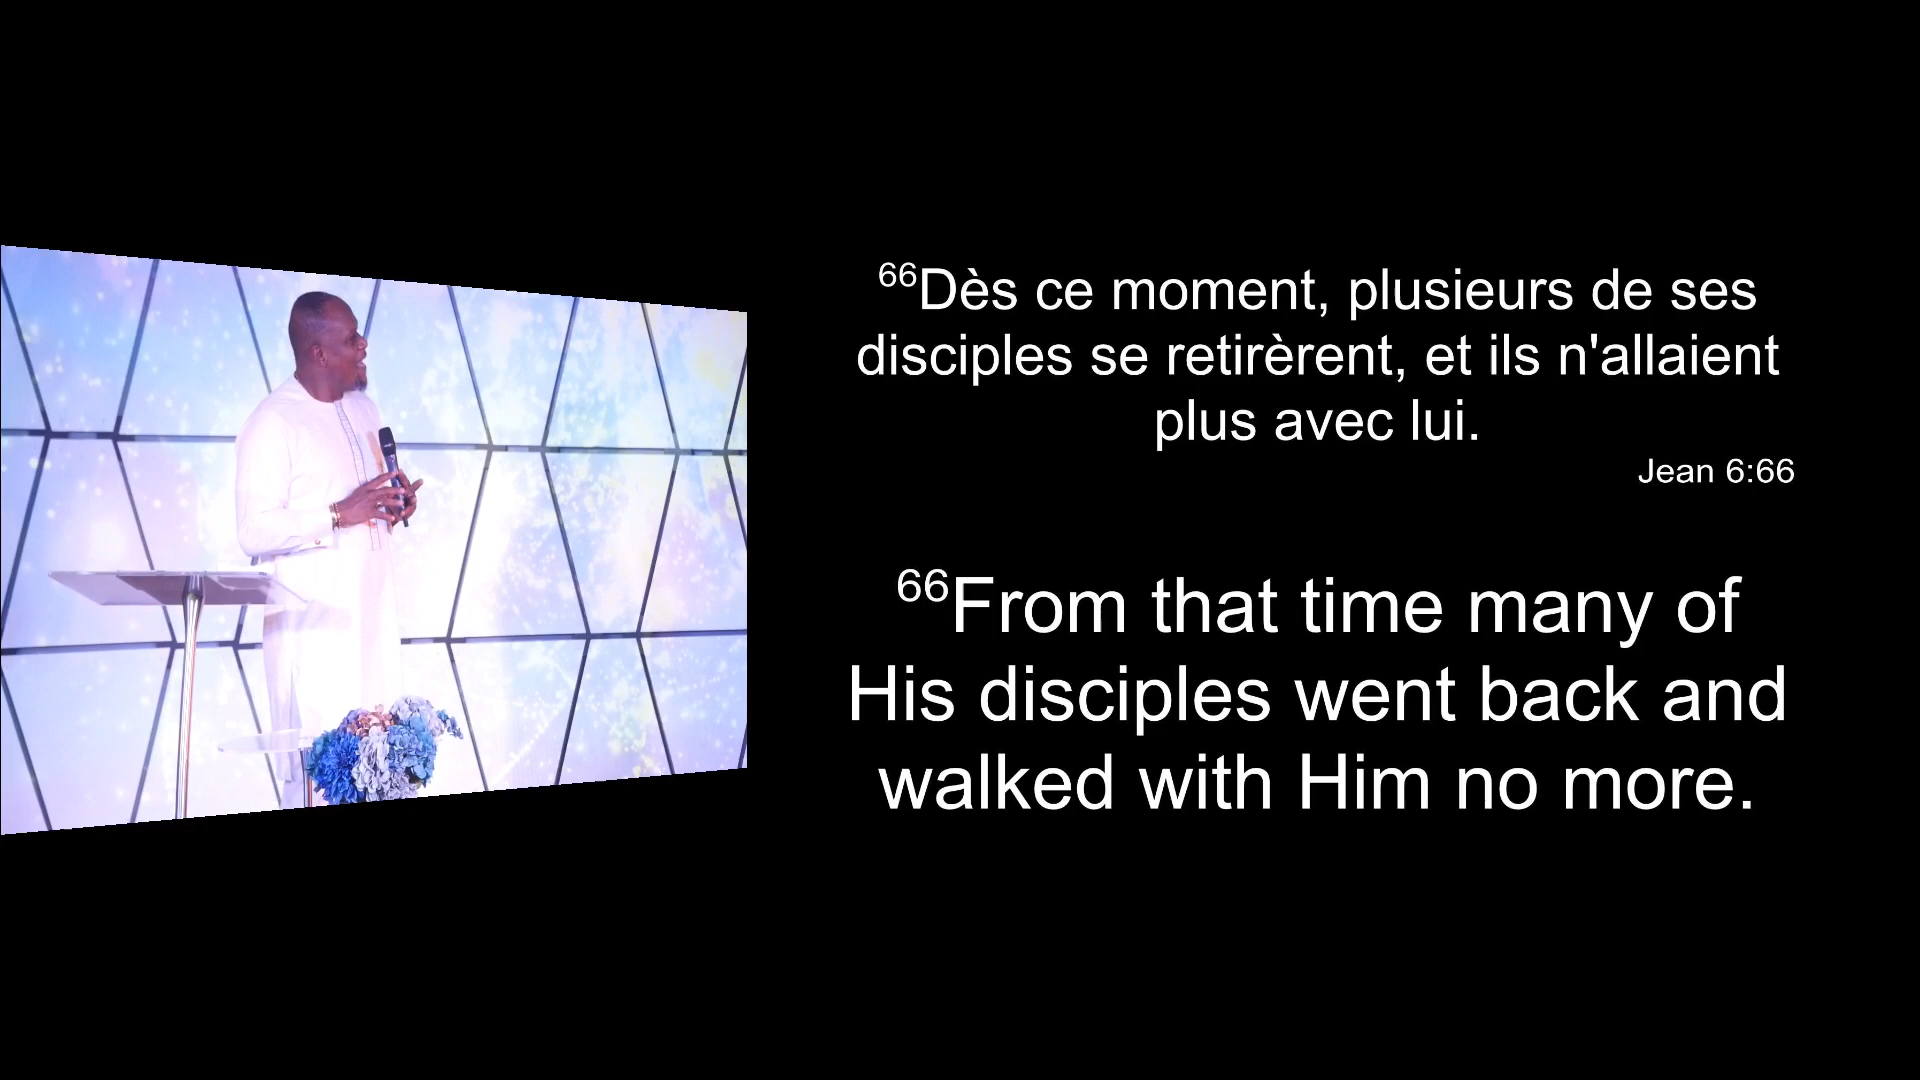 66Dès ce moment, plusieurs de ses
disciples se retirèrent, et ils n'allaient
plus avec lui.
Jean 6:66
66From that time many of
His disciples went back and
walked with Him no more.